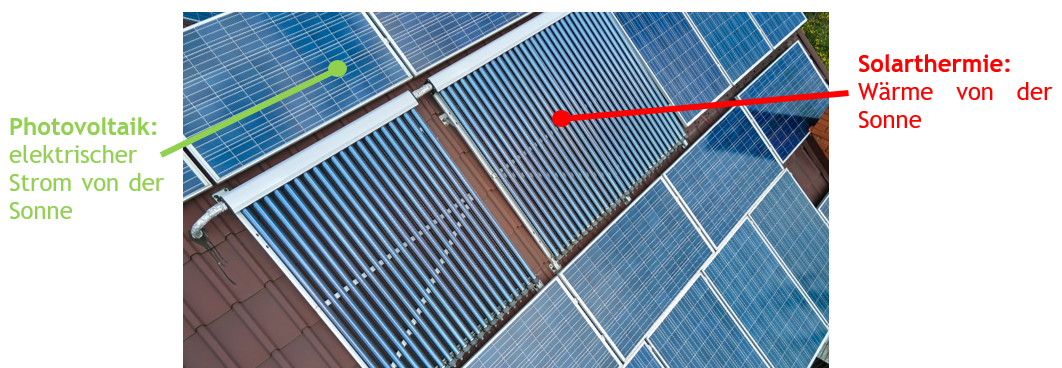 Photovoltaik:
elektrischer
Strom von der
Sonne
Solarthermie:
Wärme von der
Sonne